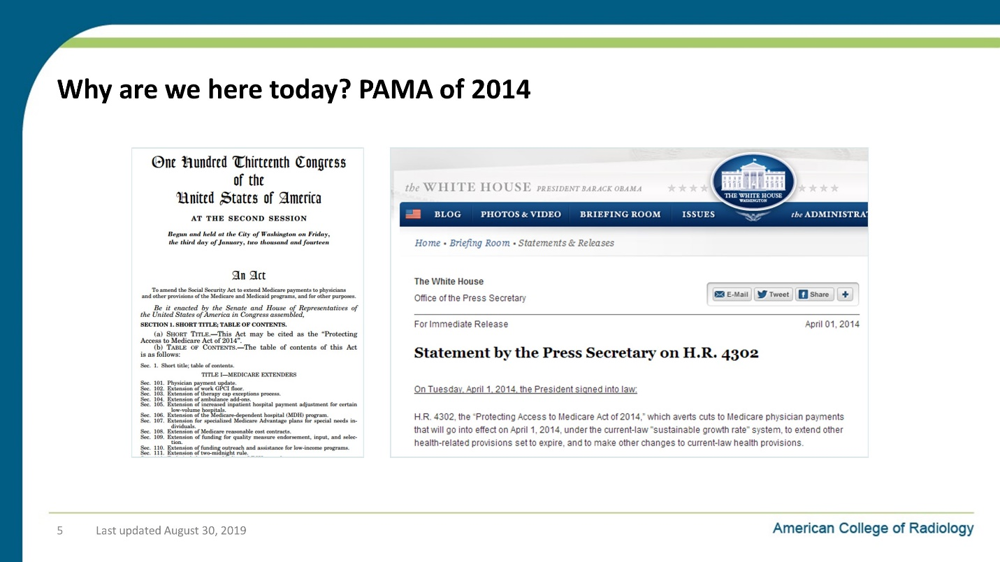 Why are we here today? PAMA of 2014
One Hundred Thirteenth Congress
of the
United States of America
AT THE SECOND SESSION
Begun and held at the City of Washington on Friday,
the third day of January, two thousand and fourteen
An Act
To amend the Social Security Act to extend Medicare payments to physicians
and other provisions of the Medicare and Medicaid programs, and for other purposes.
Be it enacted by the Senate and House of Representatives of
the United States of America in Congress assembled,
SECTION 1. SHORT TITLE; TABLE OF CONTENTS.
(a) SHORT TITLE.—This Act may be cited as the “Protecting
Access to Medicare Act of 2014”.
(b) TABLE OF CONTENTS.—The table of contents of this Act
is as follows:
Sec. 1. Short title; table of contents.
TITLE I—MEDICARE EXTENDERS
Sec. 101. Physician payment update.
Sec. 102. Extension of work GPCI floor.
Sec. 103. Extension of therapy cap exceptions process.
Sec. 104. Extension of ambulance add-ons.
Sec. 105. Extension of increased inpatient hospital payment adjustment for certain
low-volume hospitals.
Sec. 106. Extension of the Medicare-dependent hospital (MDH) program.
Sec. 107. Extension for specialized Medicare Advantage plans for special needs in-
dividuals.
Sec. 108. Extension of Medicare reasonable cost contracts.
Sec. 109. Extension of funding for quality measure endorsement, input, and selec-
tion.
Sec. 110. Extension of funding outreach and assistance for low-income programs.
Sec. 111. Extension of two-midnight rule.
the WHITE HOUSE PRESIDENT BARACK OBAMA
THE WHITE HOUSE
WASHINGTON
BLOG PHOTOS & VIDEO BRIEFING ROOM ISSUES the ADMINISTRA
Home • Briefing Room • Statements & Releases
The White House
Office of the Press Secretary
E-Mail Tweet Share +
For Immediate Release April 01, 2014
Statement by the Press Secretary on H.R. 4302
On Tuesday, April 1, 2014, the President signed into law:
H.R. 4302, the “Protecting Access to Medicare Act of 2014,” which averts cuts to Medicare physician payments
that will go into effect on April 1, 2014, under the current-law "sustainable growth rate" system, to extend other
health-related provisions set to expire, and to make other changes to current-law health provisions.
5 Last updated August 30, 2019
American College of Radiology